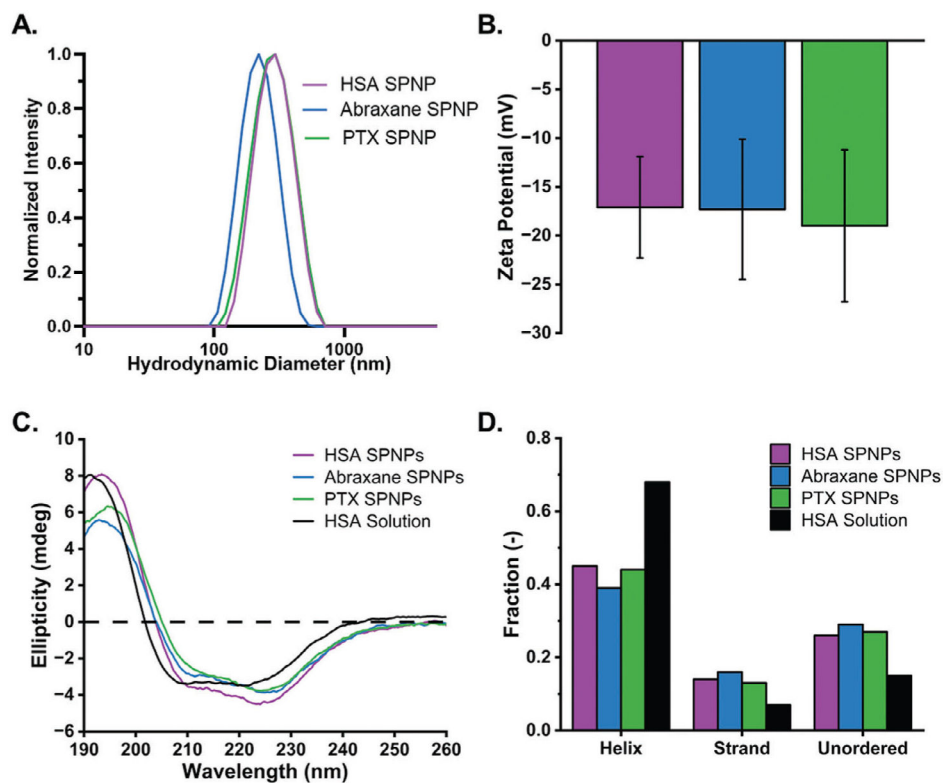 A.
Normalized Intensity
1.0
0.8
0.6
0.4
0.2
0.0
10
100
1000
Hydrodynamic Diameter (nm)
HSA SPNP
Abraxane SPNP
PTX SPNP
B.
Zeta Potential (mV)
0
−5
−10
−15
−20
−25
−30
C.
Ellipticity (mdeg)
10
8
6
4
2
0
−2
−4
−6
190
200
210
220
230
240
250
260
Wavelength (nm)
HSA SPNPs
Abraxane SPNPs
PTX SPNPs
HSA Solution
D.
Fraction (-)
0.8
0.6
0.4
0.2
0.0
Helix
Strand
Unordered
HSA SPNPs
Abraxane SPNPs
PTX SPNPs
HSA Solution